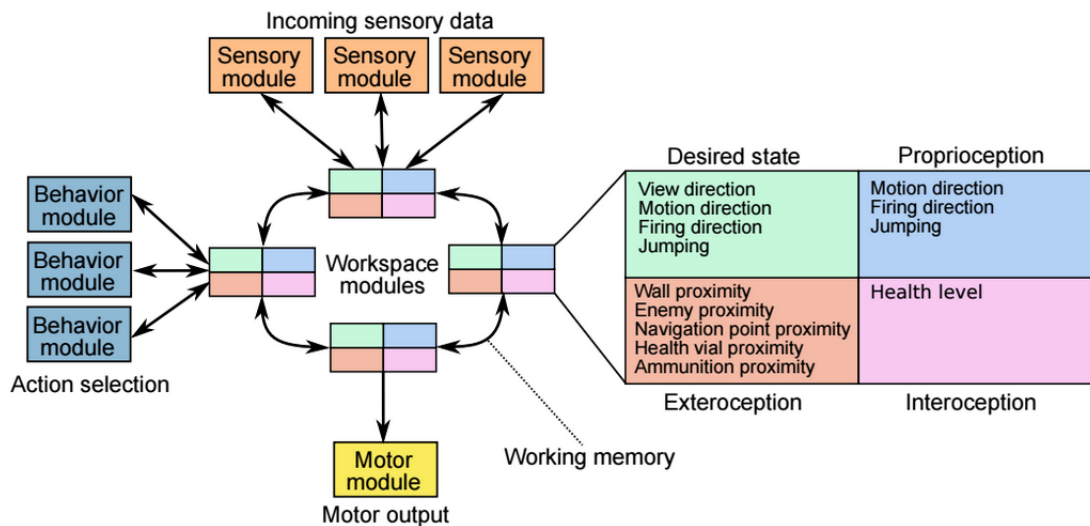 Incoming sensory data
Sensory module
Sensory module
Sensory module
Behavior module
Behavior module
Behavior module
Action selection
Workspace modules
Motor module
Motor output
Working memory
Desired state
View direction
Motion direction
Firing direction
Jumping
Proprioception
Motion direction
Firing direction
Jumping
Wall proximity
Enemy proximity
Navigation point proximity
Health vial proximity
Ammunition proximity
Exteroception
Health level
Interoception